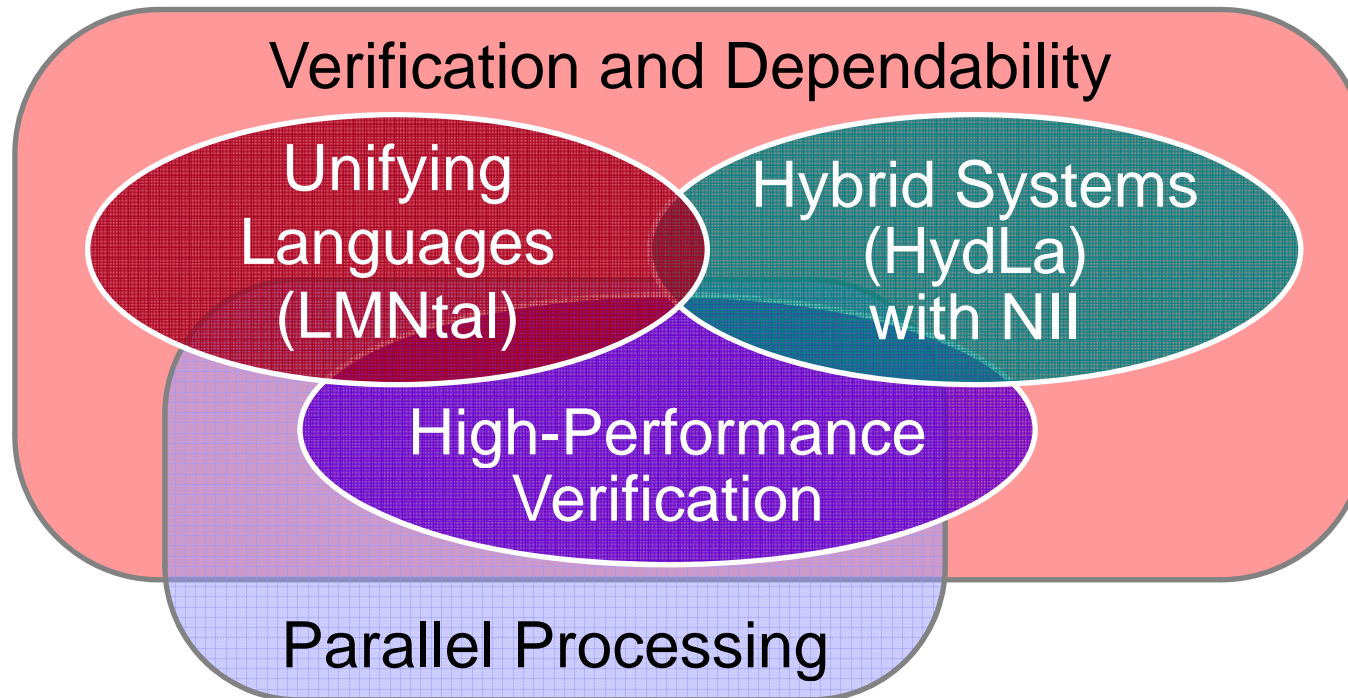 Verification and Dependability
Unifying
Languages
(LMNtal)
Hybrid Systems
(HydLa)
with NII
High-Performance
Verification
Parallel Processing